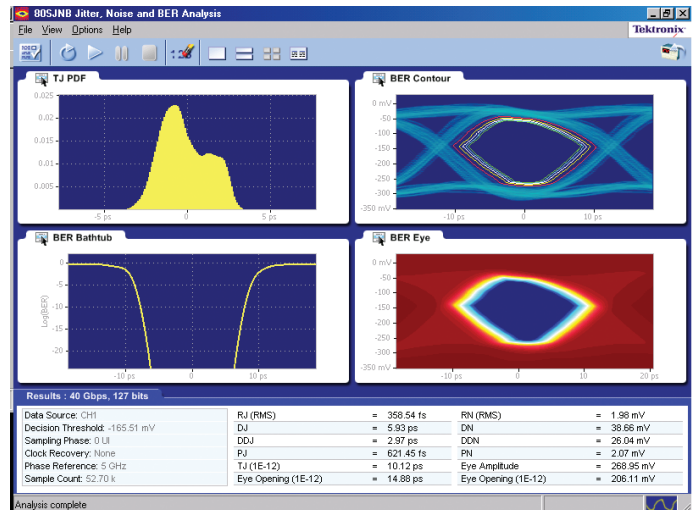 80SJNB Jitter, Noise and BER Analysis
File View Options Help
Tektronix
TJ PDF
0.025
0.02
0.015
0.01
0.005
-5 ps 0 5 ps
BER Contour
0 mV
-50
-100
-150
-200
-250
-300
-350 mV
-10 ps 0 10 ps
BER Bathtub
Log(BER)
0
-5
-10
-15
-20
-10 ps 0 10 ps
BER Eye
0 mV
-50
-100
-150
-200
-250
-300
-350 mV
-10 ps 0 10 ps 20 ps
Results : 40 Gbps, 127 bits
Data Source: CH1
Decision Threshold: -165.51 mV
Sampling Phase: 0 UI
Clock Recovery: None
Phase Reference: 5 GHz
Sample Count: 52.70 k
RJ (RMS) = 358.54 fs
DJ = 5.93 ps
DDJ = 2.97 ps
PJ = 621.45 fs
TJ (1E-12) = 10.12 ps
Eye Opening (1E-12) = 14.88 ps
RN (RMS) = 1.98 mV
DN = 38.66 mV
DDN = 26.04 mV
PN = 2.07 mV
Eye Amplitude = 268.95 mV
Eye Opening (1E-12) = 206.11 mV
Analysis complete